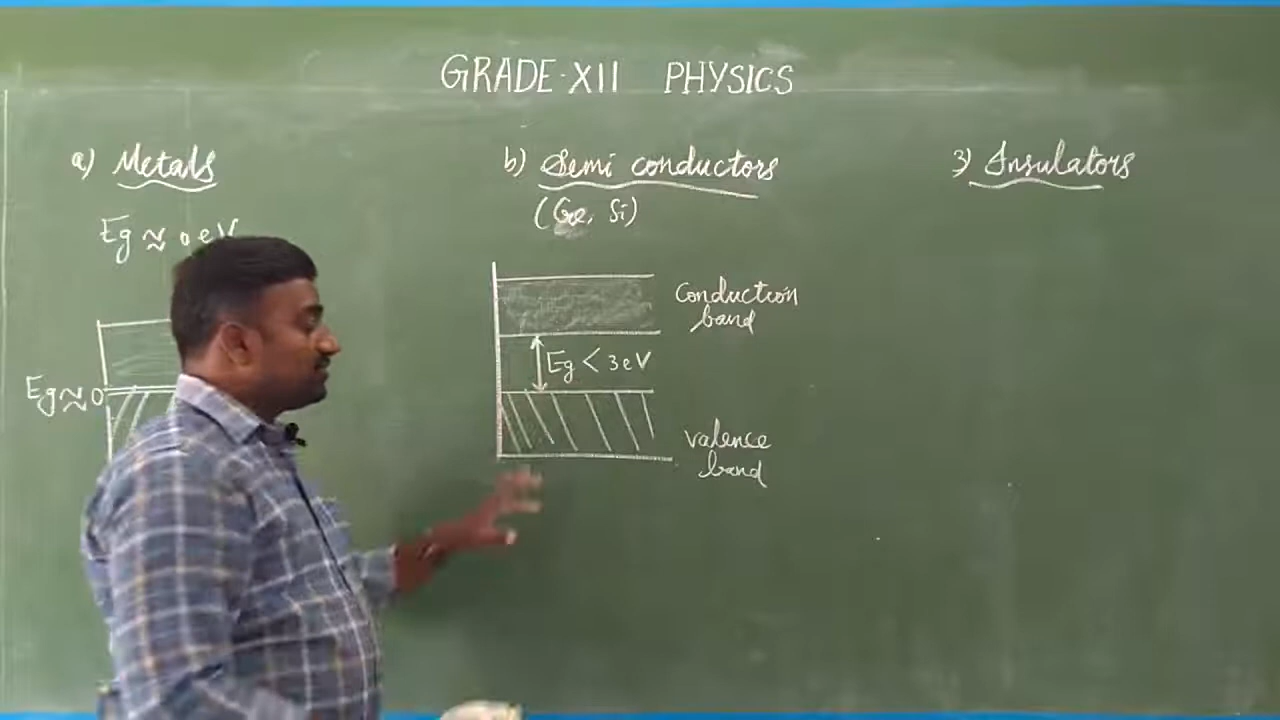 GRADE-XII PHYSICS
a) Metals
Eg ≈ 0 eV
Eg ≈ 0
b) Semi conductors
(Ge, Si)
Conduction
band
Eg < 3eV
Valence
band
3) Insulators